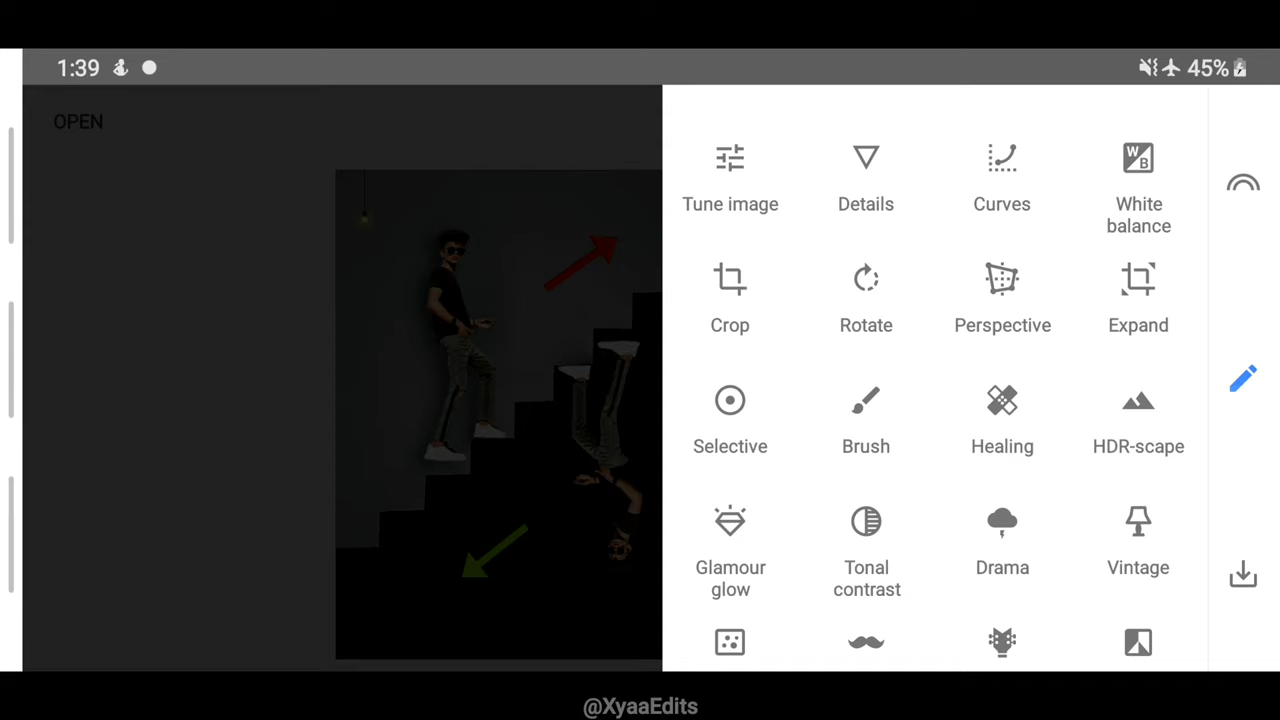 1:39
45%
OPEN
Tune image
Details
Curves
White
balance
Crop
Rotate
Perspective
Expand
Selective
Brush
Healing
HDR-scape
Glamour
glow
Tonal
contrast
Drama
Vintage
@XyaaEdits